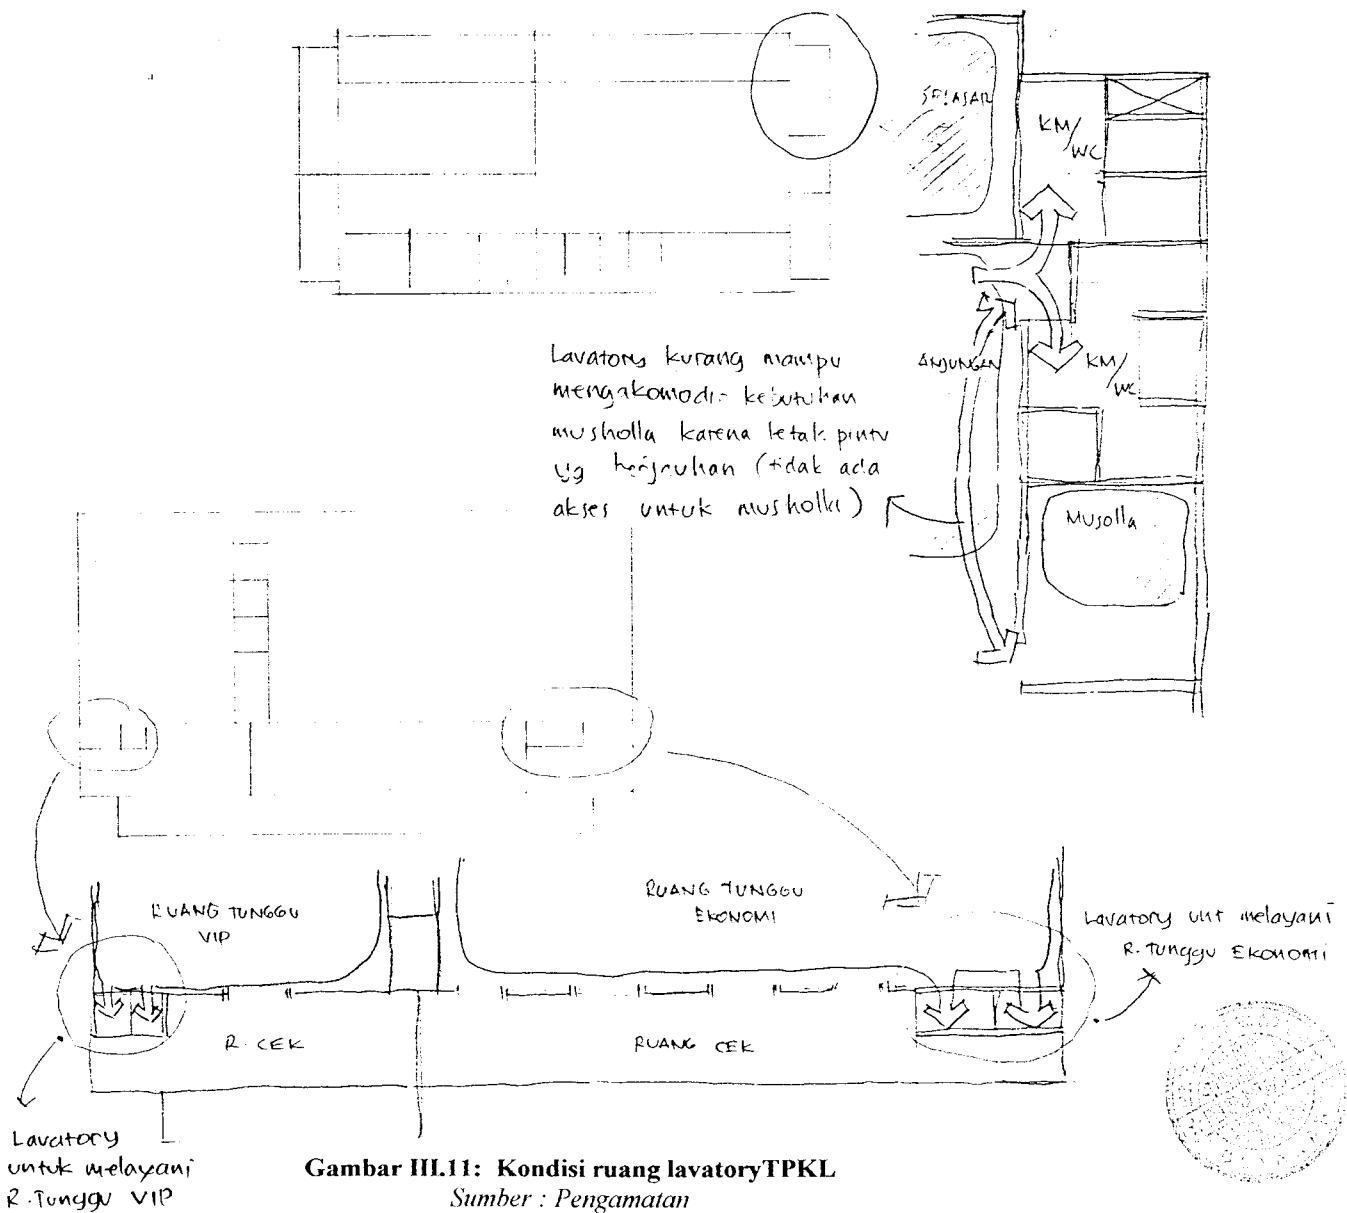 SELASAR
KM/
WC
Lavatory kurang mampu
mengakomodir kebutuhan
musholla karena letak pintu
yg berjauhan (tidak ada
akses untuk musholla)
ANJUNGAN
KM/
WC
Musolla
RUANG TUNGGU
VIP
RUANG TUNGGU
EKONOMI
Lavatory unt melayani
R. Tunggu EKONOMI
R. CEK
RUANG CEK
Lavatory
untuk melayani
R. Tunggu VIP
Gambar III.11: Kondisi ruang lavatoryTPKL
Sumber : Pengamatan